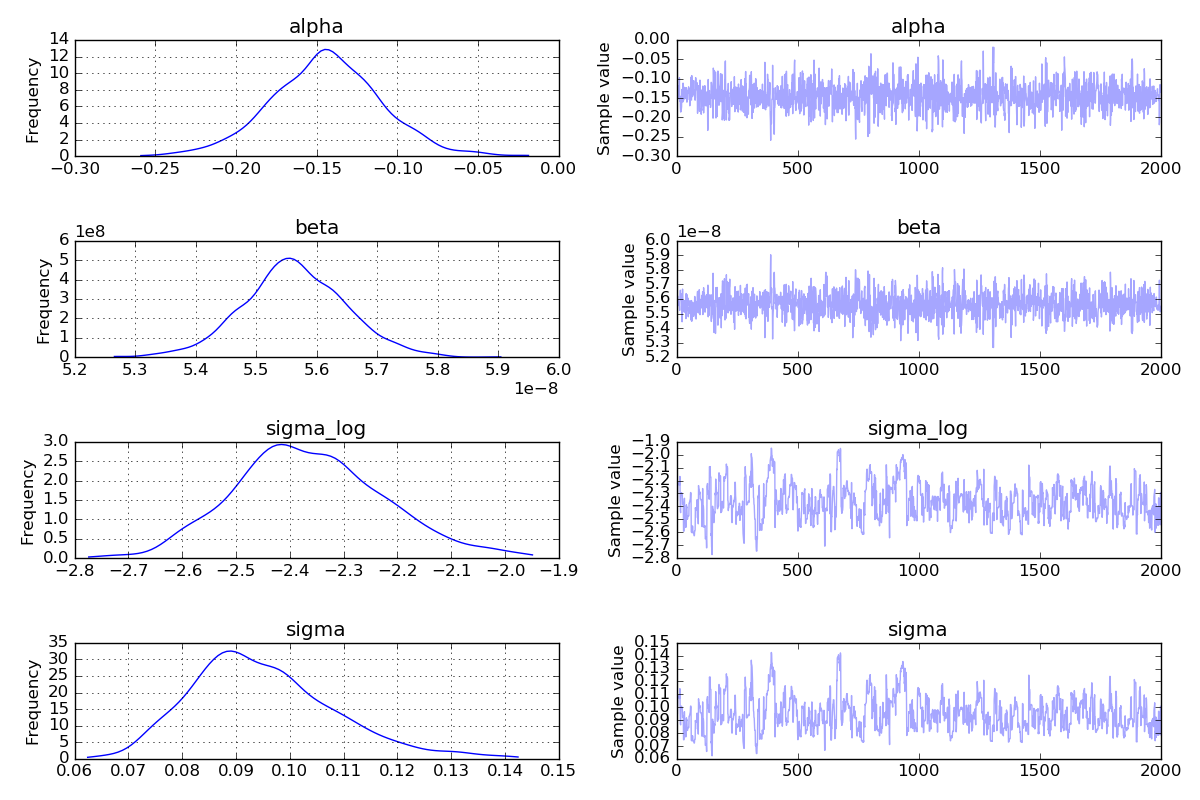 alpha
Frequency
14
12
10
8
6
4
2
0
−0.30 −0.25 −0.20 −0.15 −0.10 −0.05 0.00
alpha
Sample value
0.00
−0.05
−0.10
−0.15
−0.20
−0.25
−0.30
0 500 1000 1500 2000
beta
1e8
Frequency
6
5
4
3
2
1
0
5.2 5.3 5.4 5.5 5.6 5.7 5.8 5.9 6.0
1e−8
beta
1e−8
Sample value
6.0
5.9
5.8
5.7
5.6
5.5
5.4
5.3
5.2
0 500 1000 1500 2000
sigma_log
Frequency
3.0
2.5
2.0
1.5
1.0
0.5
0.0
−2.8 −2.7 −2.6 −2.5 −2.4 −2.3 −2.2 −2.1 −2.0 −1.9
sigma_log
Sample value
−1.9
−2.0
−2.1
−2.2
−2.3
−2.4
−2.5
−2.6
−2.7
−2.8
0 500 1000 1500 2000
sigma
Frequency
35
30
25
20
15
10
5
0
0.06 0.07 0.08 0.09 0.10 0.11 0.12 0.13 0.14 0.15
sigma
Sample value
0.15
0.14
0.13
0.12
0.11
0.10
0.09
0.08
0.07
0.06
0 500 1000 1500 2000